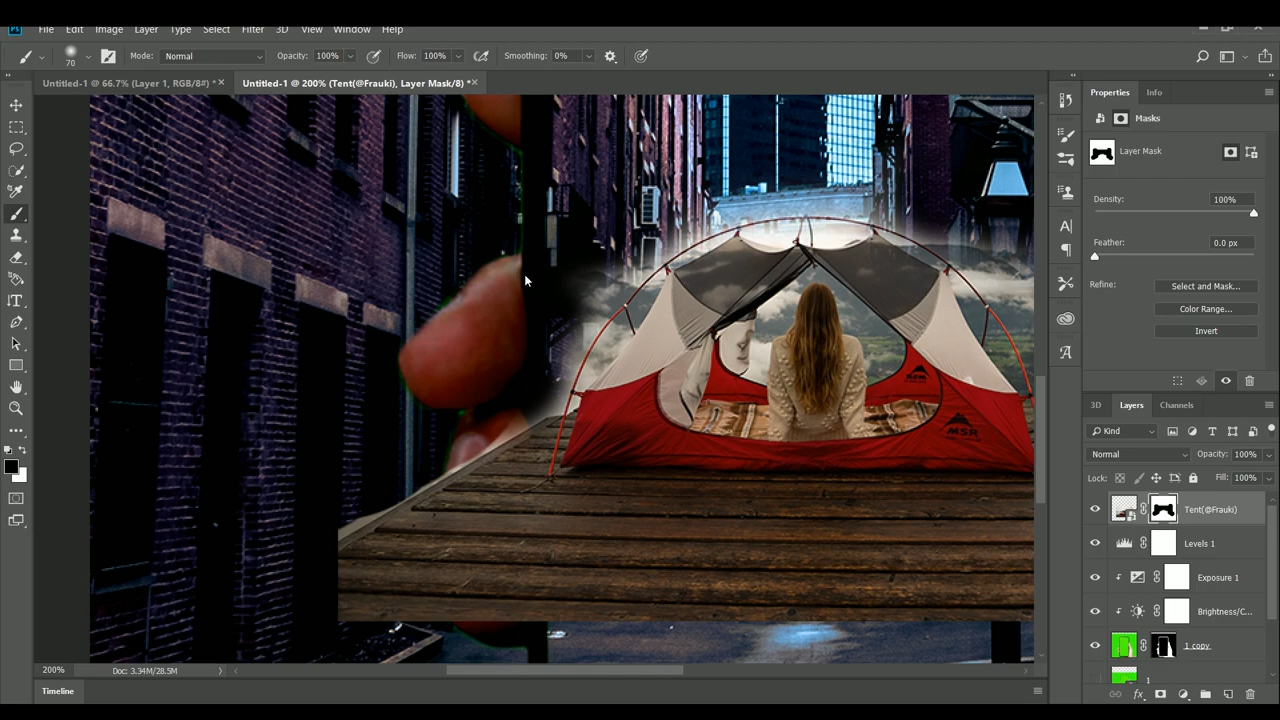 Ps File Edit Image Layer Type Select Filter 3D View Window Help
70 Mode: Normal Opacity: 100% Flow: 100% Smoothing: 0%
Untitled-1 @ 66.7% (Layer 1, RGB/8#) * × Untitled-1 @ 200% (Tent(@Frauki), Layer Mask/8) * ×
Properties Info
Masks
Layer Mask
Density: 100%
Feather: 0.0 px
Refine: Select and Mask...
Color Range...
Invert
MSR
MSR
3D Layers Channels
Kind
Normal Opacity: 100%
Lock: Fill: 100%
Tent(@Frauki)
Levels 1
Exposure 1
Brightness/C...
1 copy
1
200% Doc: 3.34M/28.5M
Timeline